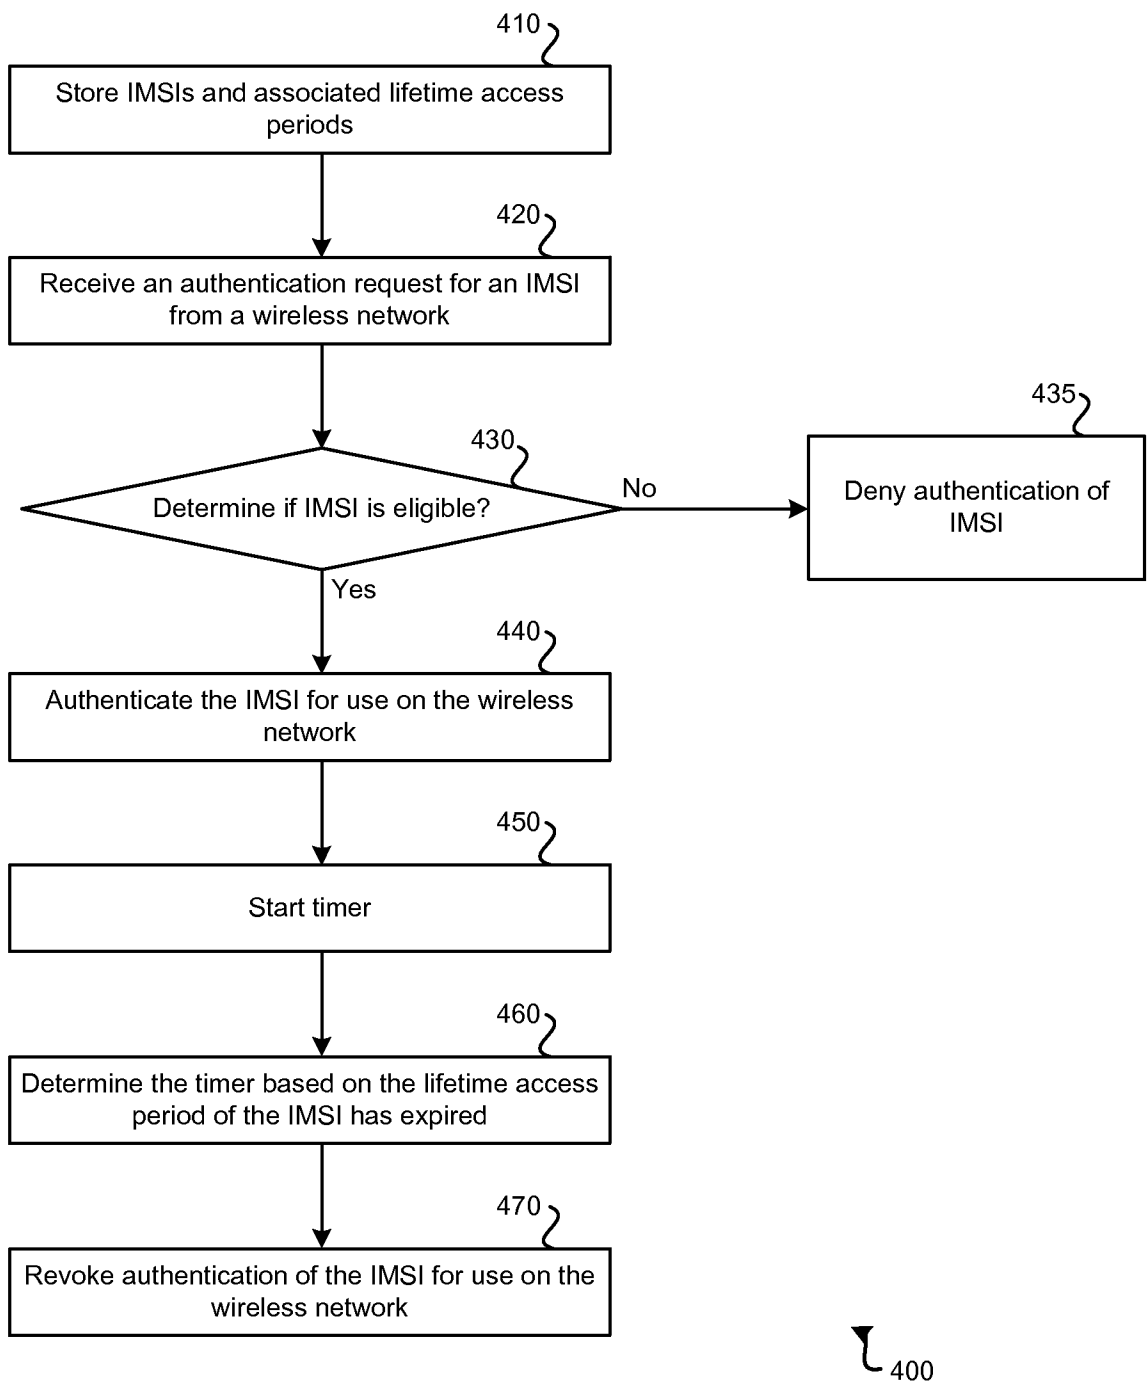 410
Store IMSIs and associated lifetime access
periods
420
Receive an authentication request for an IMSI
from a wireless network
430
Determine if IMSI is eligible?
No
435
Deny authentication of
IMSI
Yes
440
Authenticate the IMSI for use on the wireless
network
450
Start timer
460
Determine the timer based on the lifetime access
period of the IMSI has expired
470
Revoke authentication of the IMSI for use on the
wireless network
400